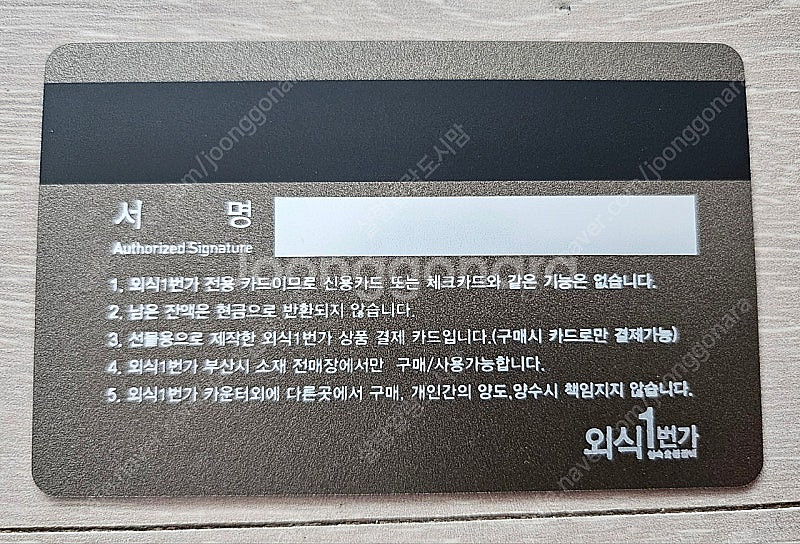 서 명
Authorized Signature
1. 외식1번가 전용 카드이므로 신용카드 또는 체크카드와 같은 기능은 없습니다.
2. 남은 잔액은 현금으로 반환되지 않습니다.
3. 선물용으로 제작한 외식1번가 상품 결제 카드입니다.(구매시 카드로만 결제가능)
4. 외식1번가 부산시 소재 전매장에서만 구매/사용가능합니다.
5. 외식1번가 카운터외에 다른곳에서 구매, 개인간의 양도,양수시 책임지지 않습니다.
외식1번가
joonggonara